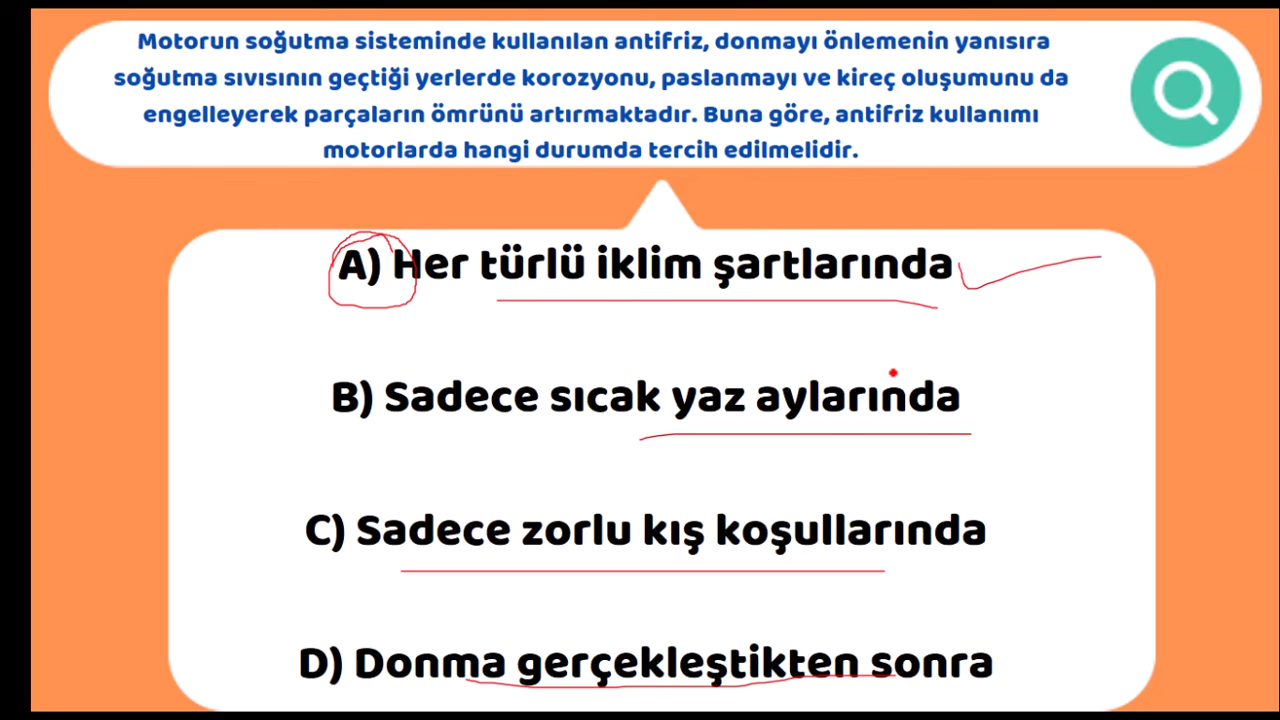 Motorun soğutma sisteminde kullanılan antifriz, donmayı önlemenin yanısıra
soğutma sıvısının geçtiği yerlerde korozyonu, paslanmayı ve kireç oluşumunu da
engelleyerek parçaların ömrünü artırmaktadır. Buna göre, antifriz kullanımı
motorlarda hangi durumda tercih edilmelidir.
A) Her türlü iklim şartlarında
B) Sadece sıcak yaz aylarında
C) Sadece zorlu kış koşullarında
D) Donma gerçekleştikten sonra